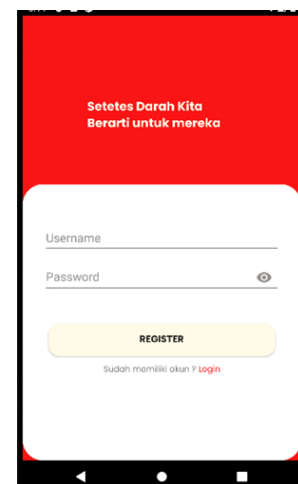 Setetes Darah Kita
Berarti untuk mereka
Username
Password
REGISTER
Sudah memiliki akun ? Login